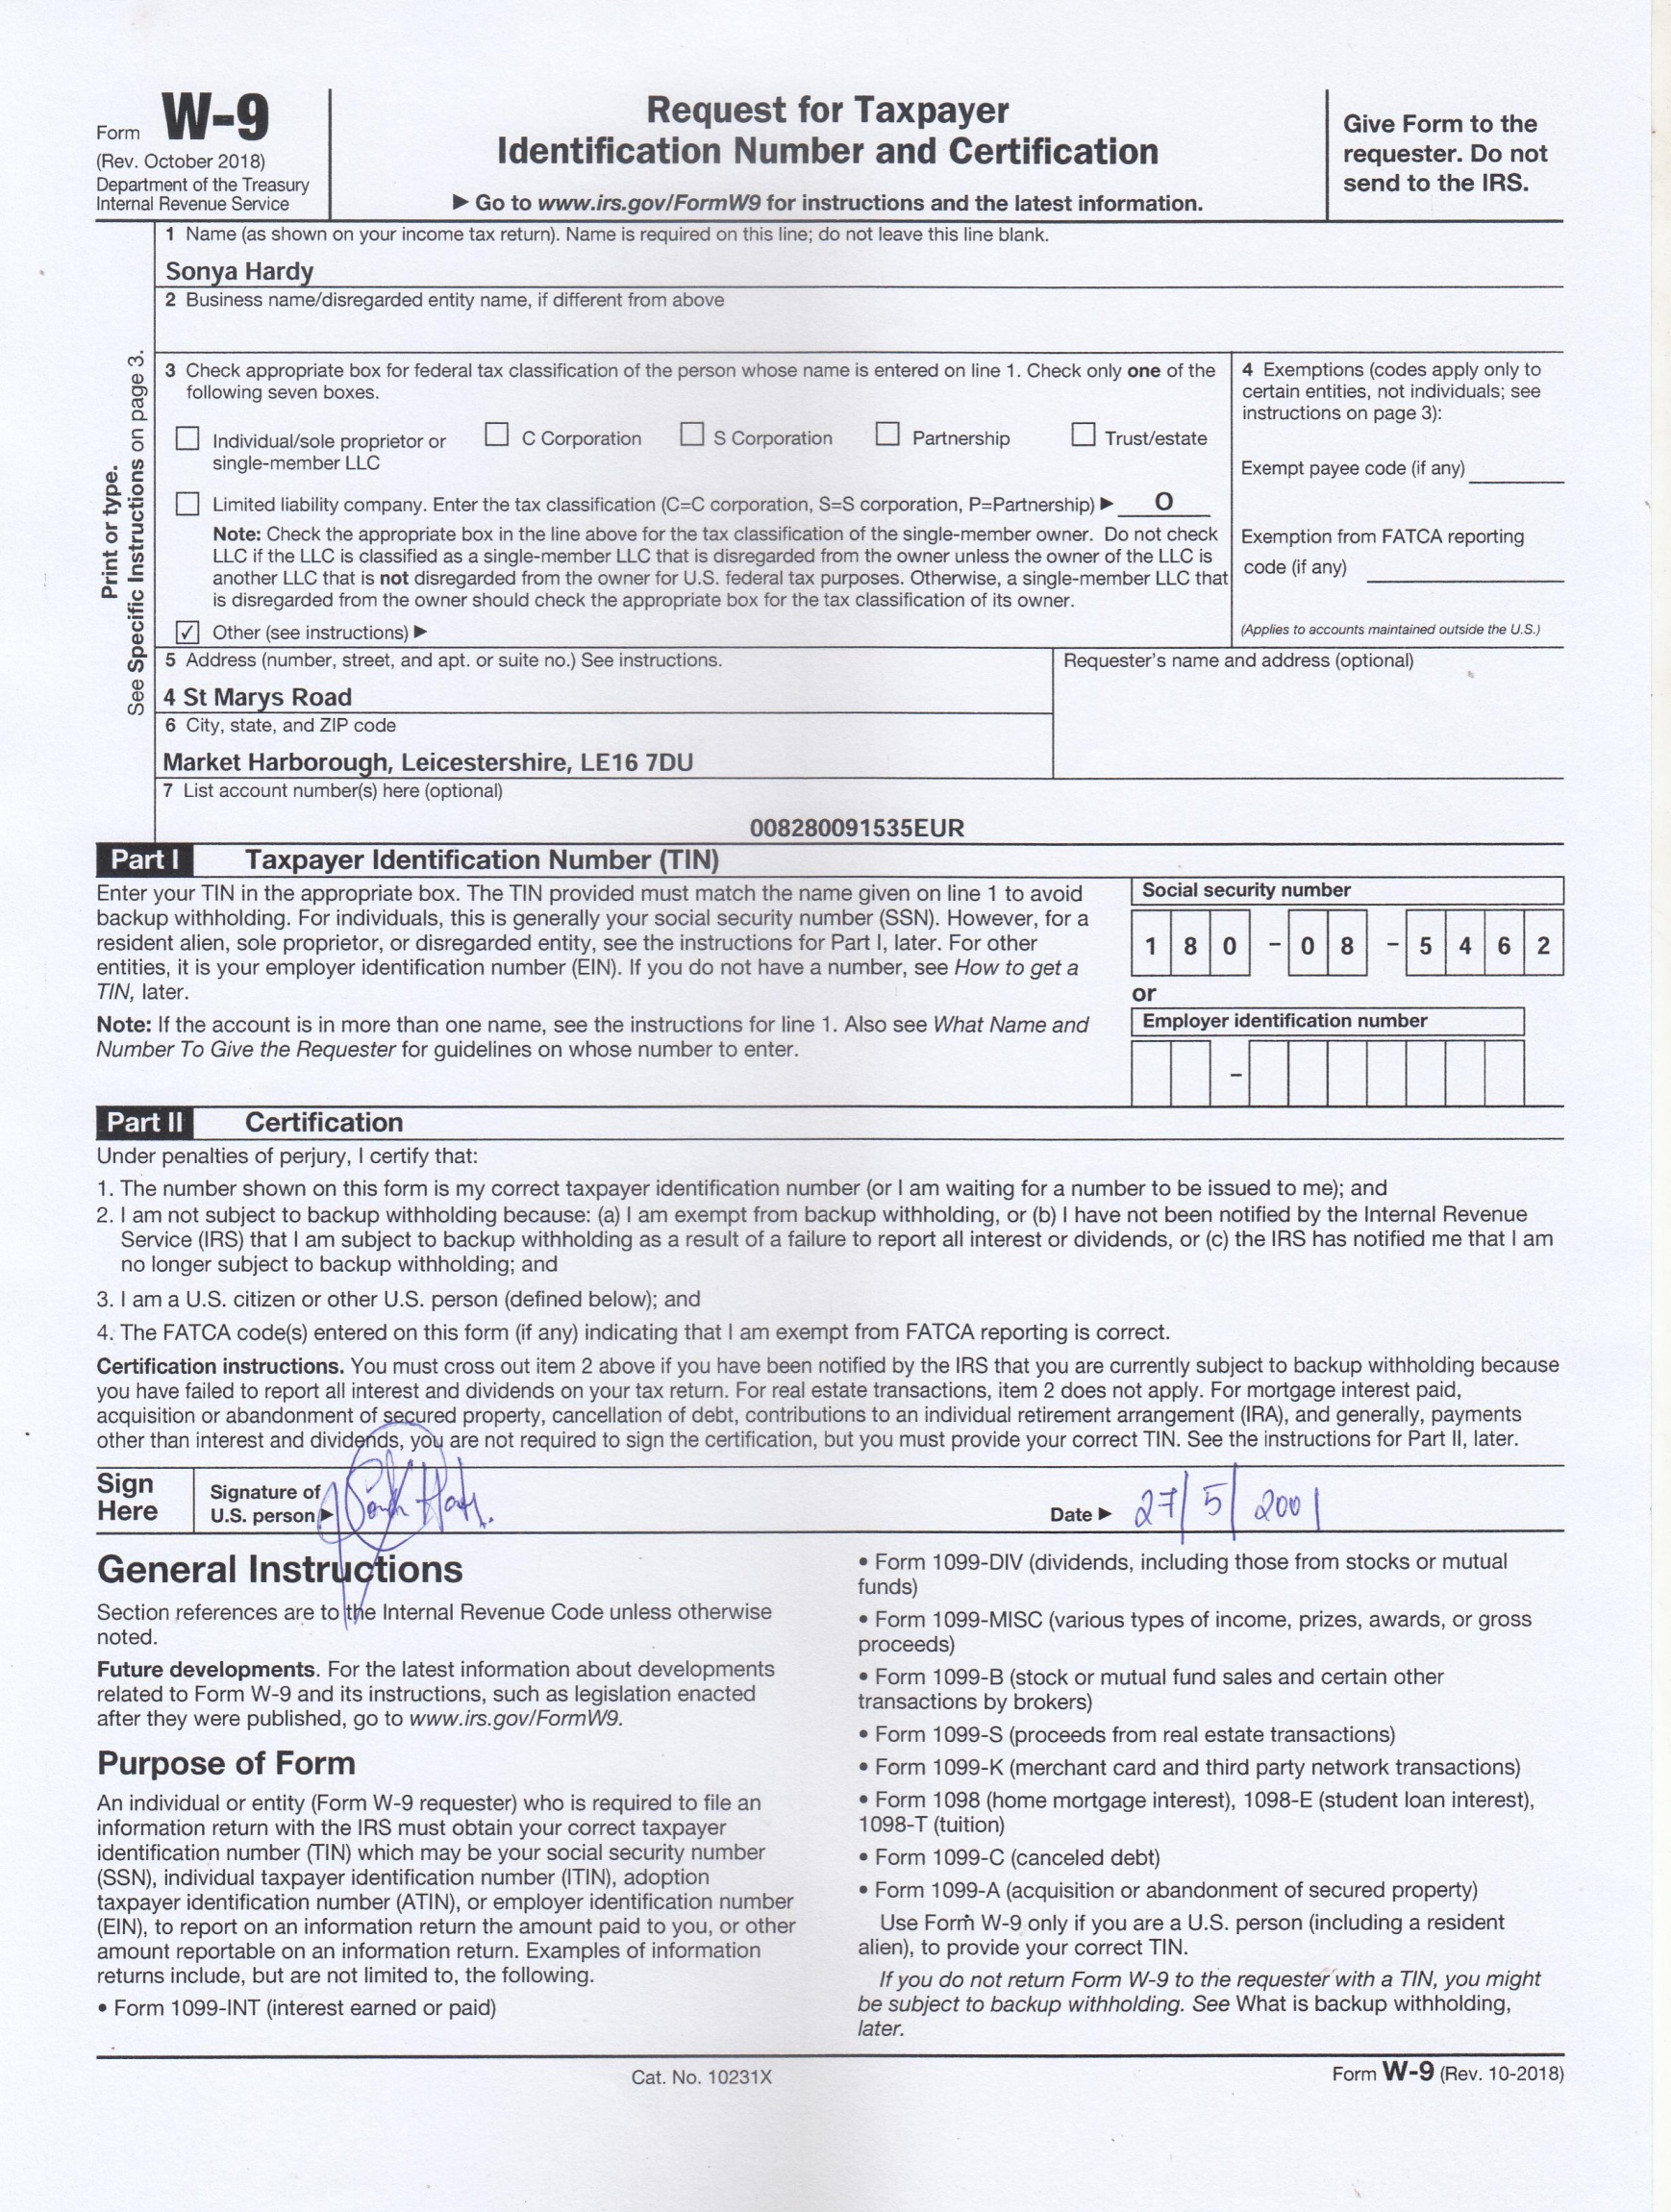 Form W-9
(Rev. October 2018)
Department of the Treasury
Internal Revenue Service
Request for Taxpayer
Identification Number and Certification
▶ Go to www.irs.gov/FormW9 for instructions and the latest information.
Give Form to the
requester. Do not
send to the IRS.
Print or type.
See Specific Instructions on page 3.
1 Name (as shown on your income tax return). Name is required on this line; do not leave this line blank.
Sonya Hardy
2 Business name/disregarded entity name, if different from above
3 Check appropriate box for federal tax classification of the person whose name is entered on line 1. Check only one of the
following seven boxes.
☐ Individual/sole proprietor or
single-member LLC
☐ C Corporation ☐ S Corporation ☐ Partnership ☐ Trust/estate
☐ Limited liability company. Enter the tax classification (C=C corporation, S=S corporation, P=Partnership) ▶ O
Note: Check the appropriate box in the line above for the tax classification of the single-member owner. Do not check
LLC if the LLC is classified as a single-member LLC that is disregarded from the owner unless the owner of the LLC is
another LLC that is not disregarded from the owner for U.S. federal tax purposes. Otherwise, a single-member LLC that
is disregarded from the owner should check the appropriate box for the tax classification of its owner.
☑ Other (see instructions) ▶
4 Exemptions (codes apply only to
certain entities, not individuals; see
instructions on page 3):
Exempt payee code (if any)
Exemption from FATCA reporting
code (if any)
(Applies to accounts maintained outside the U.S.)
5 Address (number, street, and apt. or suite no.) See instructions.
4 St Marys Road
6 City, state, and ZIP code
Market Harborough, Leicestershire, LE16 7DU
Requester's name and address (optional)
7 List account number(s) here (optional)
008280091535EUR
Part I Taxpayer Identification Number (TIN)
Enter your TIN in the appropriate box. The TIN provided must match the name given on line 1 to avoid
backup withholding. For individuals, this is generally your social security number (SSN). However, for a
resident alien, sole proprietor, or disregarded entity, see the instructions for Part I, later. For other
entities, it is your employer identification number (EIN). If you do not have a number, see How to get a
TIN, later.
Note: If the account is in more than one name, see the instructions for line 1. Also see What Name and
Number To Give the Requester for guidelines on whose number to enter.
Social security number
1 8 0 - 0 8 - 5 4 6 2
or
Employer identification number
-
Part II Certification
Under penalties of perjury, I certify that:
1. The number shown on this form is my correct taxpayer identification number (or I am waiting for a number to be issued to me); and
2. I am not subject to backup withholding because: (a) I am exempt from backup withholding, or (b) I have not been notified by the Internal Revenue
Service (IRS) that I am subject to backup withholding as a result of a failure to report all interest or dividends, or (c) the IRS has notified me that I am
no longer subject to backup withholding; and
3. I am a U.S. citizen or other U.S. person (defined below); and
4. The FATCA code(s) entered on this form (if any) indicating that I am exempt from FATCA reporting is correct.
Certification instructions. You must cross out item 2 above if you have been notified by the IRS that you are currently subject to backup withholding because
you have failed to report all interest and dividends on your tax return. For real estate transactions, item 2 does not apply. For mortgage interest paid,
acquisition or abandonment of secured property, cancellation of debt, contributions to an individual retirement arrangement (IRA), and generally, payments
other than interest and dividends, you are not required to sign the certification, but you must provide your correct TIN. See the instructions for Part II, later.
Sign
Here
Signature of
U.S. person ▶
Date ▶ 27/5/2001
General Instructions
Section references are to the Internal Revenue Code unless otherwise
noted.
Future developments. For the latest information about developments
related to Form W-9 and its instructions, such as legislation enacted
after they were published, go to www.irs.gov/FormW9.
Purpose of Form
An individual or entity (Form W-9 requester) who is required to file an
information return with the IRS must obtain your correct taxpayer
identification number (TIN) which may be your social security number
(SSN), individual taxpayer identification number (ITIN), adoption
taxpayer identification number (ATIN), or employer identification number
(EIN), to report on an information return the amount paid to you, or other
amount reportable on an information return. Examples of information
returns include, but are not limited to, the following.
• Form 1099-INT (interest earned or paid)
• Form 1099-DIV (dividends, including those from stocks or mutual
funds)
• Form 1099-MISC (various types of income, prizes, awards, or gross
proceeds)
• Form 1099-B (stock or mutual fund sales and certain other
transactions by brokers)
• Form 1099-S (proceeds from real estate transactions)
• Form 1099-K (merchant card and third party network transactions)
• Form 1098 (home mortgage interest), 1098-E (student loan interest),
1098-T (tuition)
• Form 1099-C (canceled debt)
• Form 1099-A (acquisition or abandonment of secured property)
Use Form W-9 only if you are a U.S. person (including a resident
alien), to provide your correct TIN.
If you do not return Form W-9 to the requester with a TIN, you might
be subject to backup withholding. See What is backup withholding,
later.
Cat. No. 10231X
Form W-9 (Rev. 10-2018)